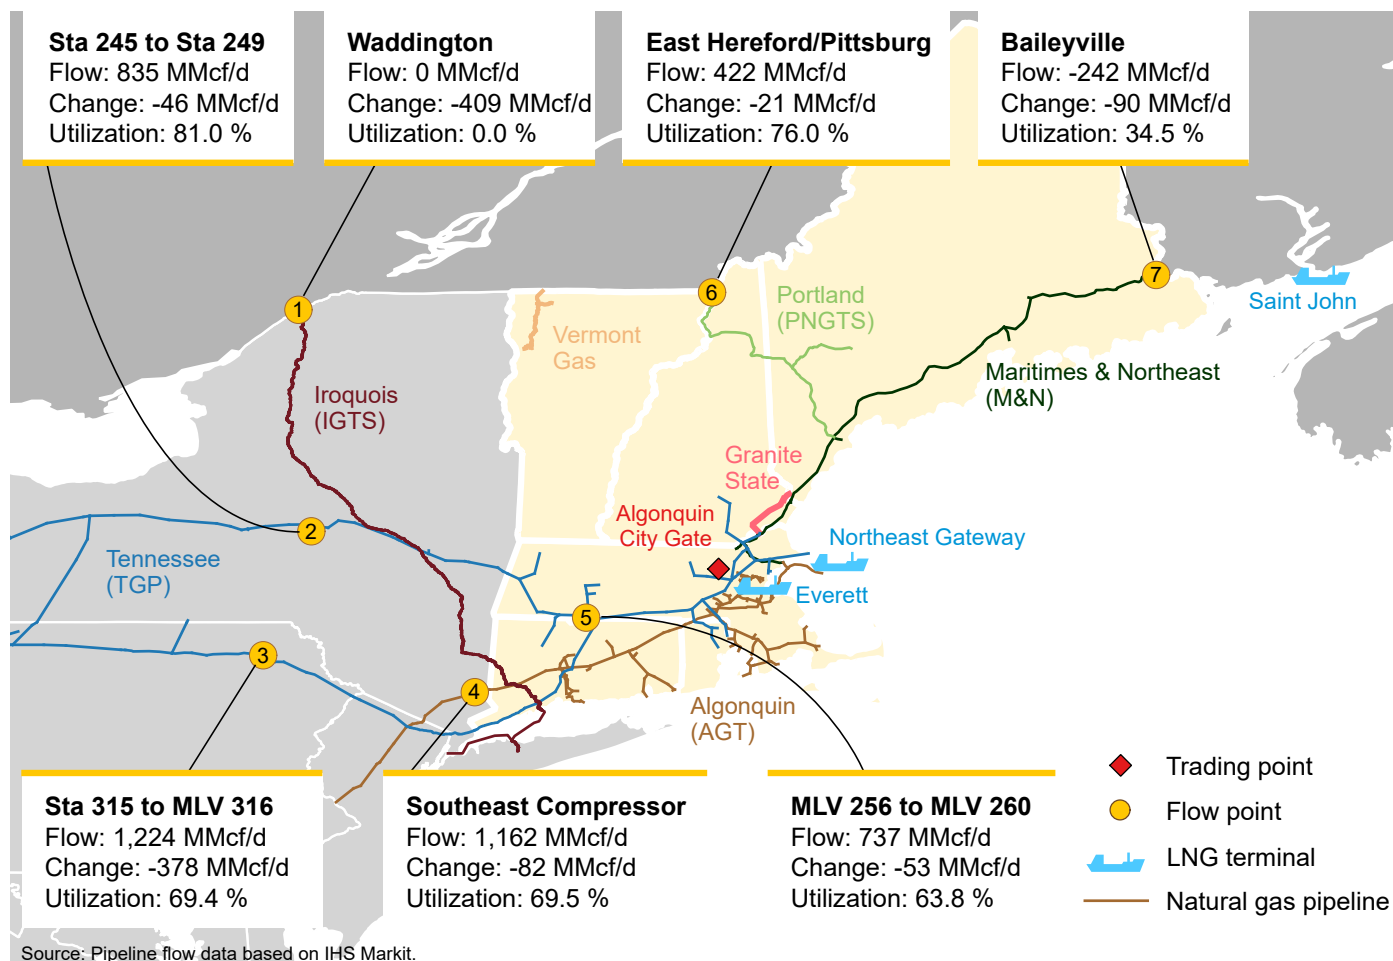 Sta 245 to Sta 249
Flow: 835 MMcf/d
Change: -46 MMcf/d
Utilization: 81.0 %
Waddington
Flow: 0 MMcf/d
Change: -409 MMcf/d
Utilization: 0.0 %
East Hereford/Pittsburg
Flow: 422 MMcf/d
Change: -21 MMcf/d
Utilization: 76.0 %
Baileyville
Flow: -242 MMcf/d
Change: -90 MMcf/d
Utilization: 34.5 %
1
6
7
Saint John
Portland
(PNGTS)
Vermont
Gas
Maritimes & Northeast
(M&N)
Iroquois
(IGTS)
Granite
State
Algonquin
City Gate
2
Northeast Gateway
Tennessee
(TGP)
Everett
5
3
4
Algonquin
(AGT)
Sta 315 to MLV 316
Flow: 1,224 MMcf/d
Change: -378 MMcf/d
Utilization: 69.4 %
Southeast Compressor
Flow: 1,162 MMcf/d
Change: -82 MMcf/d
Utilization: 69.5 %
MLV 256 to MLV 260
Flow: 737 MMcf/d
Change: -53 MMcf/d
Utilization: 63.8 %
Trading point
Flow point
LNG terminal
Natural gas pipeline
Source: Pipeline flow data based on IHS Markit.